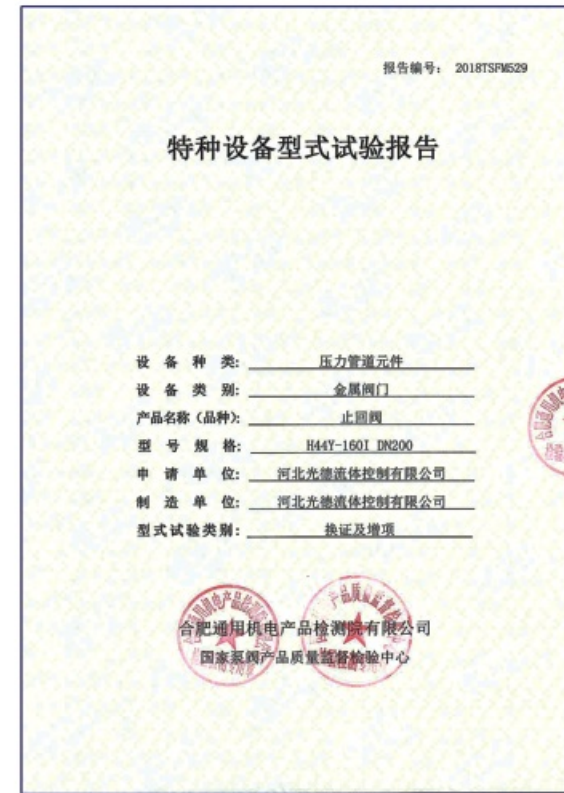 报告编号： 2018TSFM529
特种设备型式试验报告
设备种类: 压力管道元件
设备类别: 金属阀门
产品名称（品种): 止回阀
型号规格: H44Y-160I DN200
申请单位: 河北光德流体控制有限公司
制造单位: 河北光德流体控制有限公司
型式试验类别: 换证及增项
合肥通用机电产品检测院有限公司
国家泵阀产品质量监督检验中心